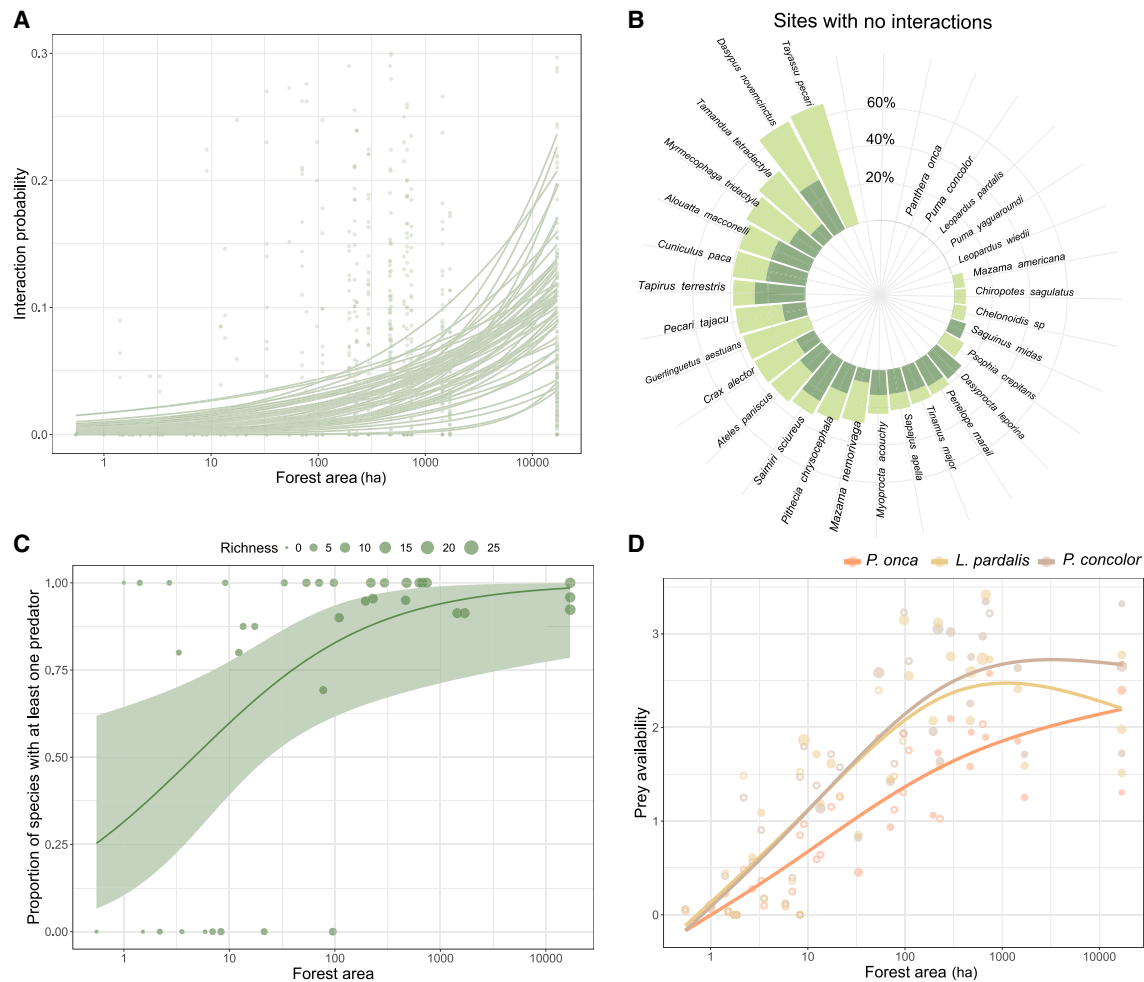 A
Interaction probability
0.3
0.2
0.1
0.0
1
10
100
1000
10000
Forest area (ha)
B
Sites with no interactions
60%
40%
20%
Panthera onca
Puma concolor
Leopardus pardalis
Puma yaguaroundi
Leopardus wiedii
Mazama americana
Chiropotes sagulatus
Chelonoidis sp
Saguinus midas
Psophia crepitans
Dasyprocta leporina
Penelope marail
Tinamus major
Sapajus apella
Myoprocta acouchy
Mazama nemorivaga
Pithecia chrysocephala
Saimiri sciureus
Ateles paniscus
Crax alector
Guerlinguetus aestuans
Pecari tajacu
Tapirus terrestris
Cuniculus paca
Alouatta macconelli
Myrmecophaga tridactyla
Tamandua tetradactyla
Dasypus novemcinctus
Tayassu pecari
C
Richness 0 5 10 15 20 25
Proportion of species with at least one predator
1.00
0.75
0.50
0.25
0.00
1
10
100
1000
10000
Forest area
D
P. onca L. pardalis P. concolor
Prey availability
3
2
1
0
1
10
100
1000
10000
Forest area (ha)